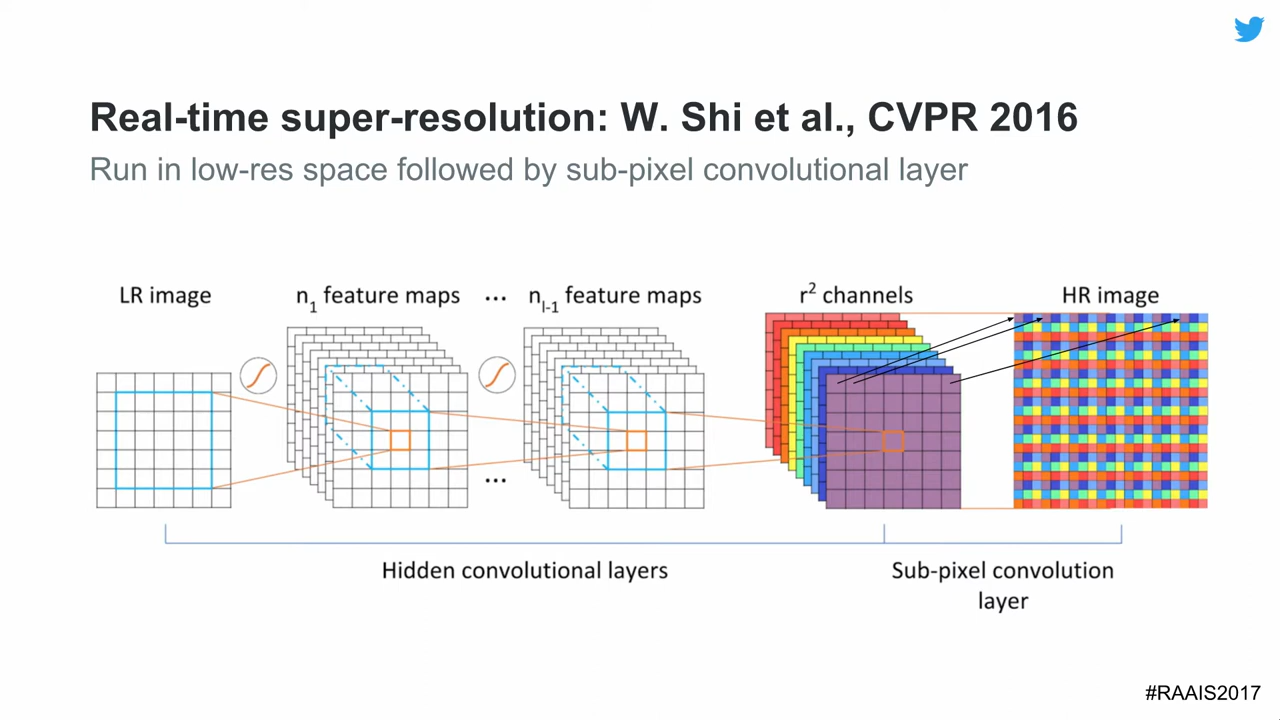 Real-time super-resolution: W. Shi et al., CVPR 2016
Run in low-res space followed by sub-pixel convolutional layer
LR image
n1 feature maps
...
nl-1 feature maps
r2 channels
HR image
...
Hidden convolutional layers
Sub-pixel convolution
layer
#RAAIS2017